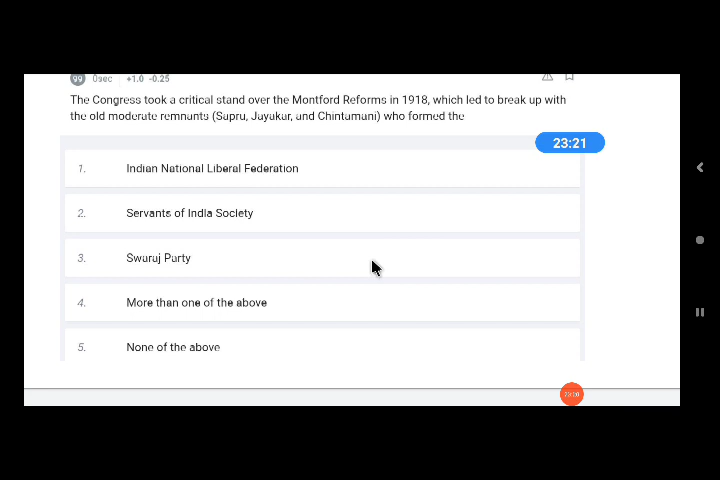 99 0sec +1.0 -0.25
The Congress took a critical stand over the Montford Reforms in 1918, which led to break up with
the old moderate remnants (Sapru, Jayakar, and Chintamani) who formed the
23:21
1. Indian National Liberal Federation
2. Servants of India Society
3. Swaraj Party
4. More than one of the above
5. None of the above